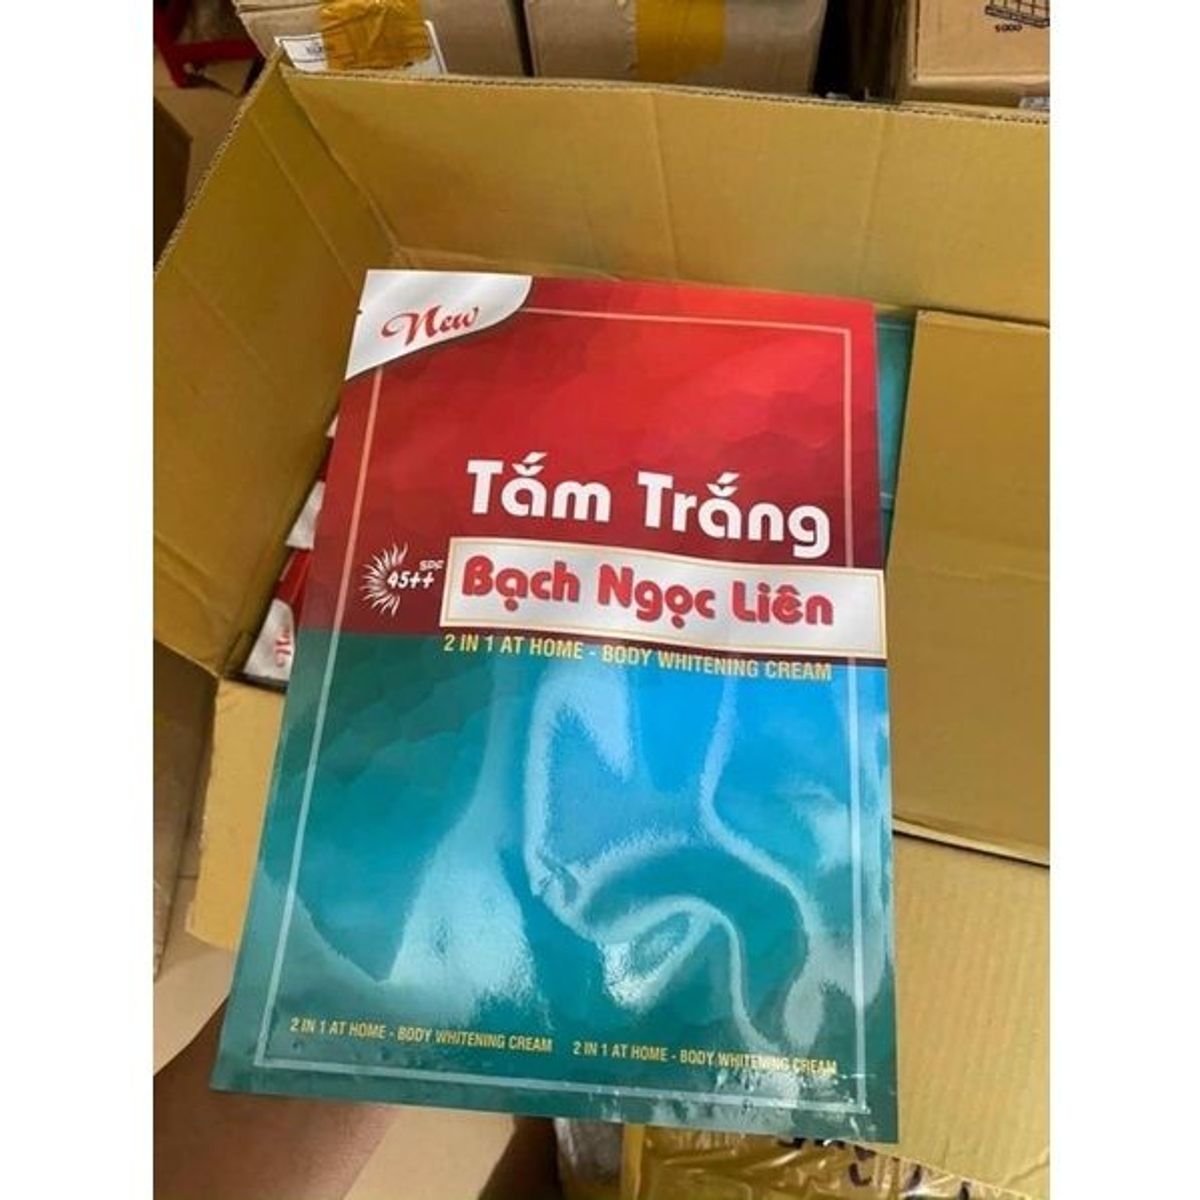 5000
New
Tắm Trắng
SPF
45++
Bạch Ngọc Liên
2 IN 1 AT HOME - BODY WHITENING CREAM
2 IN 1 AT HOME - BODY WHITENING CREAM 2 IN 1 AT HOME - BODY WHITENING CREAM